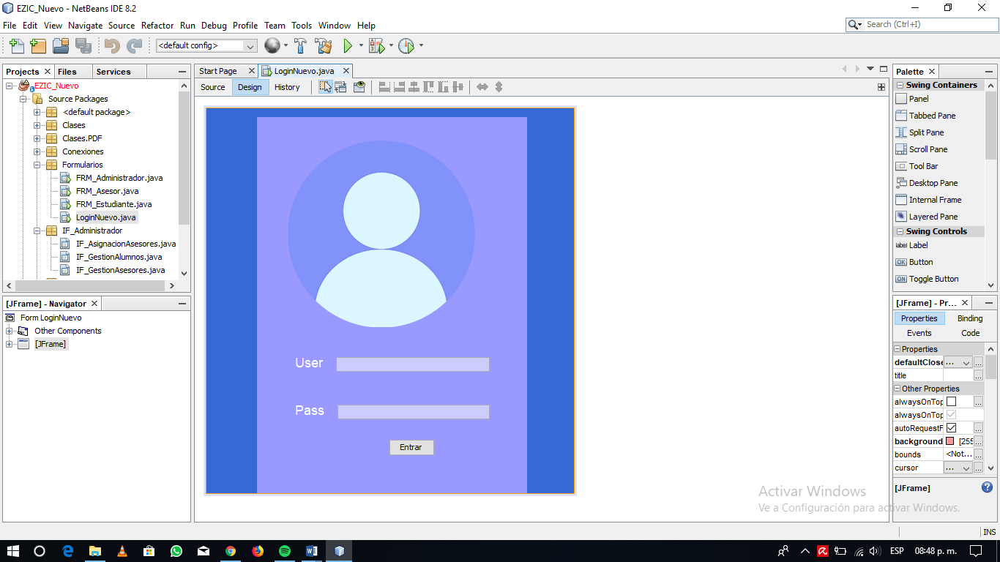 EZIC_Nuevo - NetBeans IDE 8.2
File Edit View Navigate Source Refactor Run Debug Profile Team Tools Window Help
Search (Ctrl+I)
<default config>
Projects Files Services
EZIC_Nuevo
Source Packages
<default package>
Clases
Clases.PDF
Conexiones
Formularios
FRM_Administrador.java
FRM_Asesor.java
FRM_Estudiante.java
LoginNuevo.java
IF_Administrador
IF_AsignacionAsesores.java
IF_GestionAlumnos.java
IF_GestionAsesores.java
[JFrame] - Navigator
Form LoginNuevo
Other Components
[JFrame]
Start Page LoginNuevo.java
Source Design History
User
Pass
Entrar
Palette
Swing Containers
Panel
Tabbed Pane
Split Pane
Scroll Pane
Tool Bar
Desktop Pane
Internal Frame
Layered Pane
Swing Controls
label Label
OK Button
ON Toggle Button
[JFrame] - Pr...
Properties Binding
Events Code
Properties
defaultClose ...
title
Other Properties
alwaysOnTop
alwaysOnTop
autoRequestF
background [255
bounds <Not...
cursor ...
[JFrame]
Activar Windows
Ve a Configuración para activar Windows.
INS
ESP 08:48 p. m.